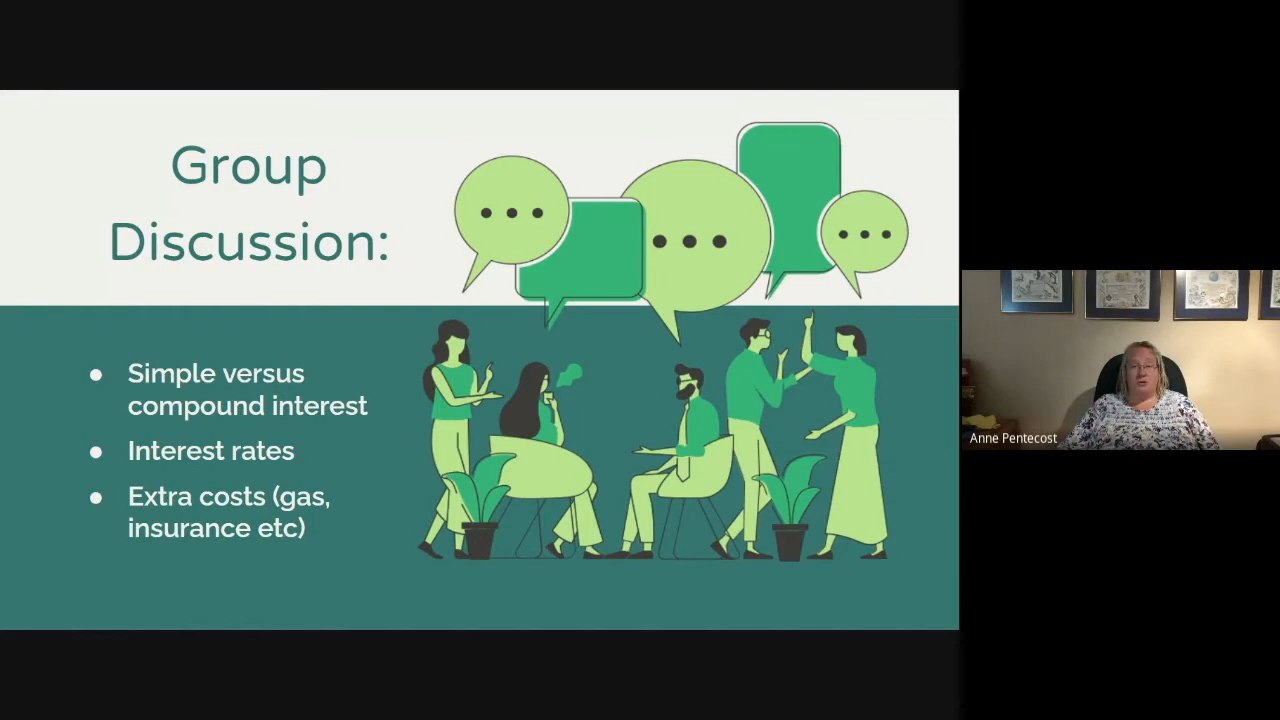 Group
Discussion:
● Simple versus
compound interest
● Interest rates
● Extra costs (gas,
insurance etc)
Anne Pentecost